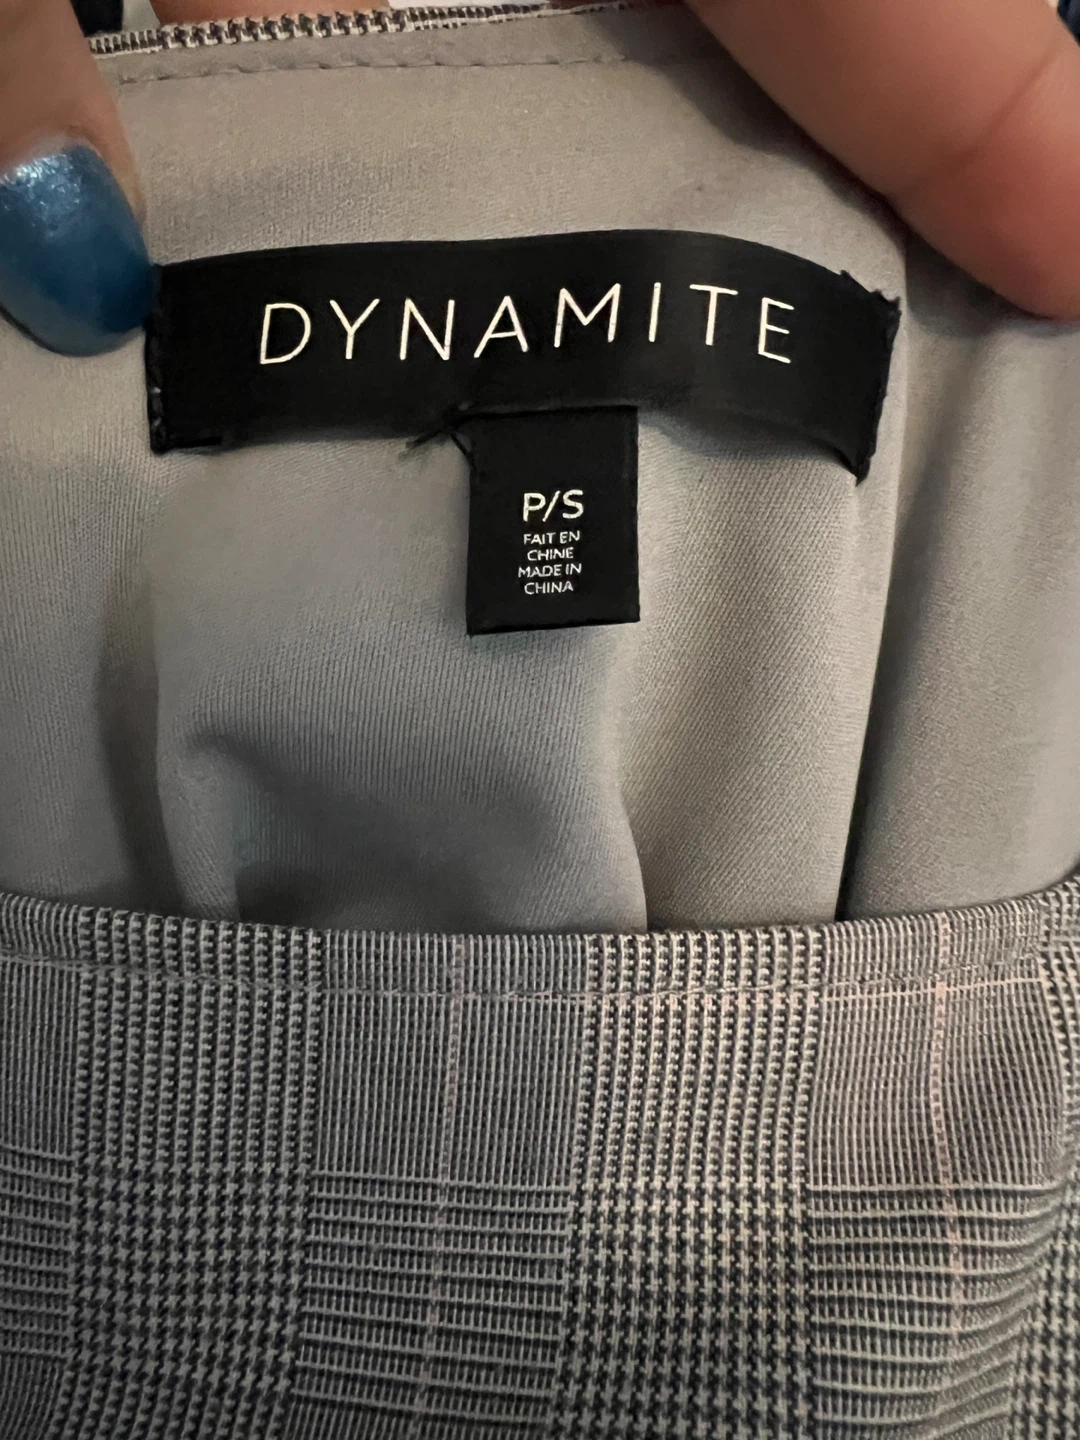 DYNAMITE
P/S
FAIT EN
CHINE
MADE IN
CHINA